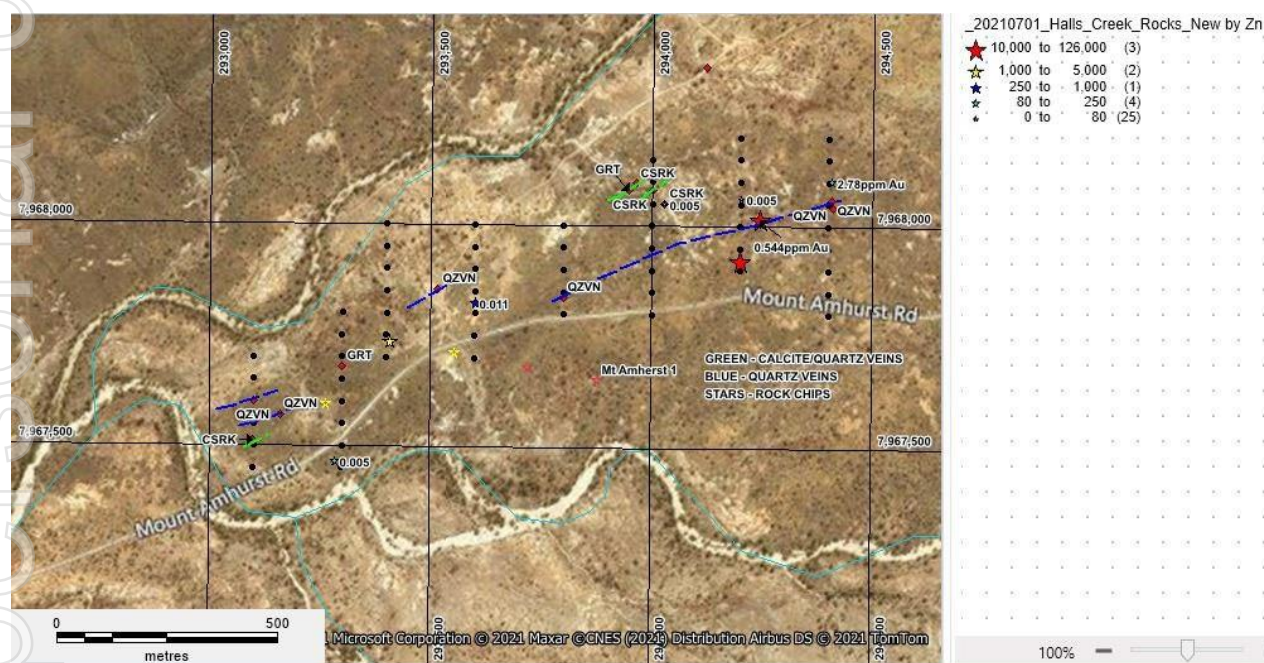 _20210701_Halls_Creek_Rocks_New by Zn
10,000 to 126,000 (3)
1,000 to 5,000 (2)
250 to 1,000 (1)
80 to 250 (4)
0 to 80 (25)
293,000
293,500
294,000
294,500
GRT
CSRK
CSRK
CSRK
0.005
0.005
2.78ppm Au
QZVN
QZVN
7,968,000
7,968,000
0.544ppm Au
QZVN
QZVN
0.011
Mount Amhurst Rd
GRT
Mt Amherst 1
GREEN - CALCITE/QUARTZ VEINS
BLUE - QUARTZ VEINS
STARS - ROCK CHIPS
QZVN
QZVN
CSRK
7,967,500
7,967,500
0.005
Mount Amhurst Rd
0 500
metres
Microsoft Corporation © 2021 Maxar ©CNES (2021) Distribution Airbus DS © 2021 TomTom
100%